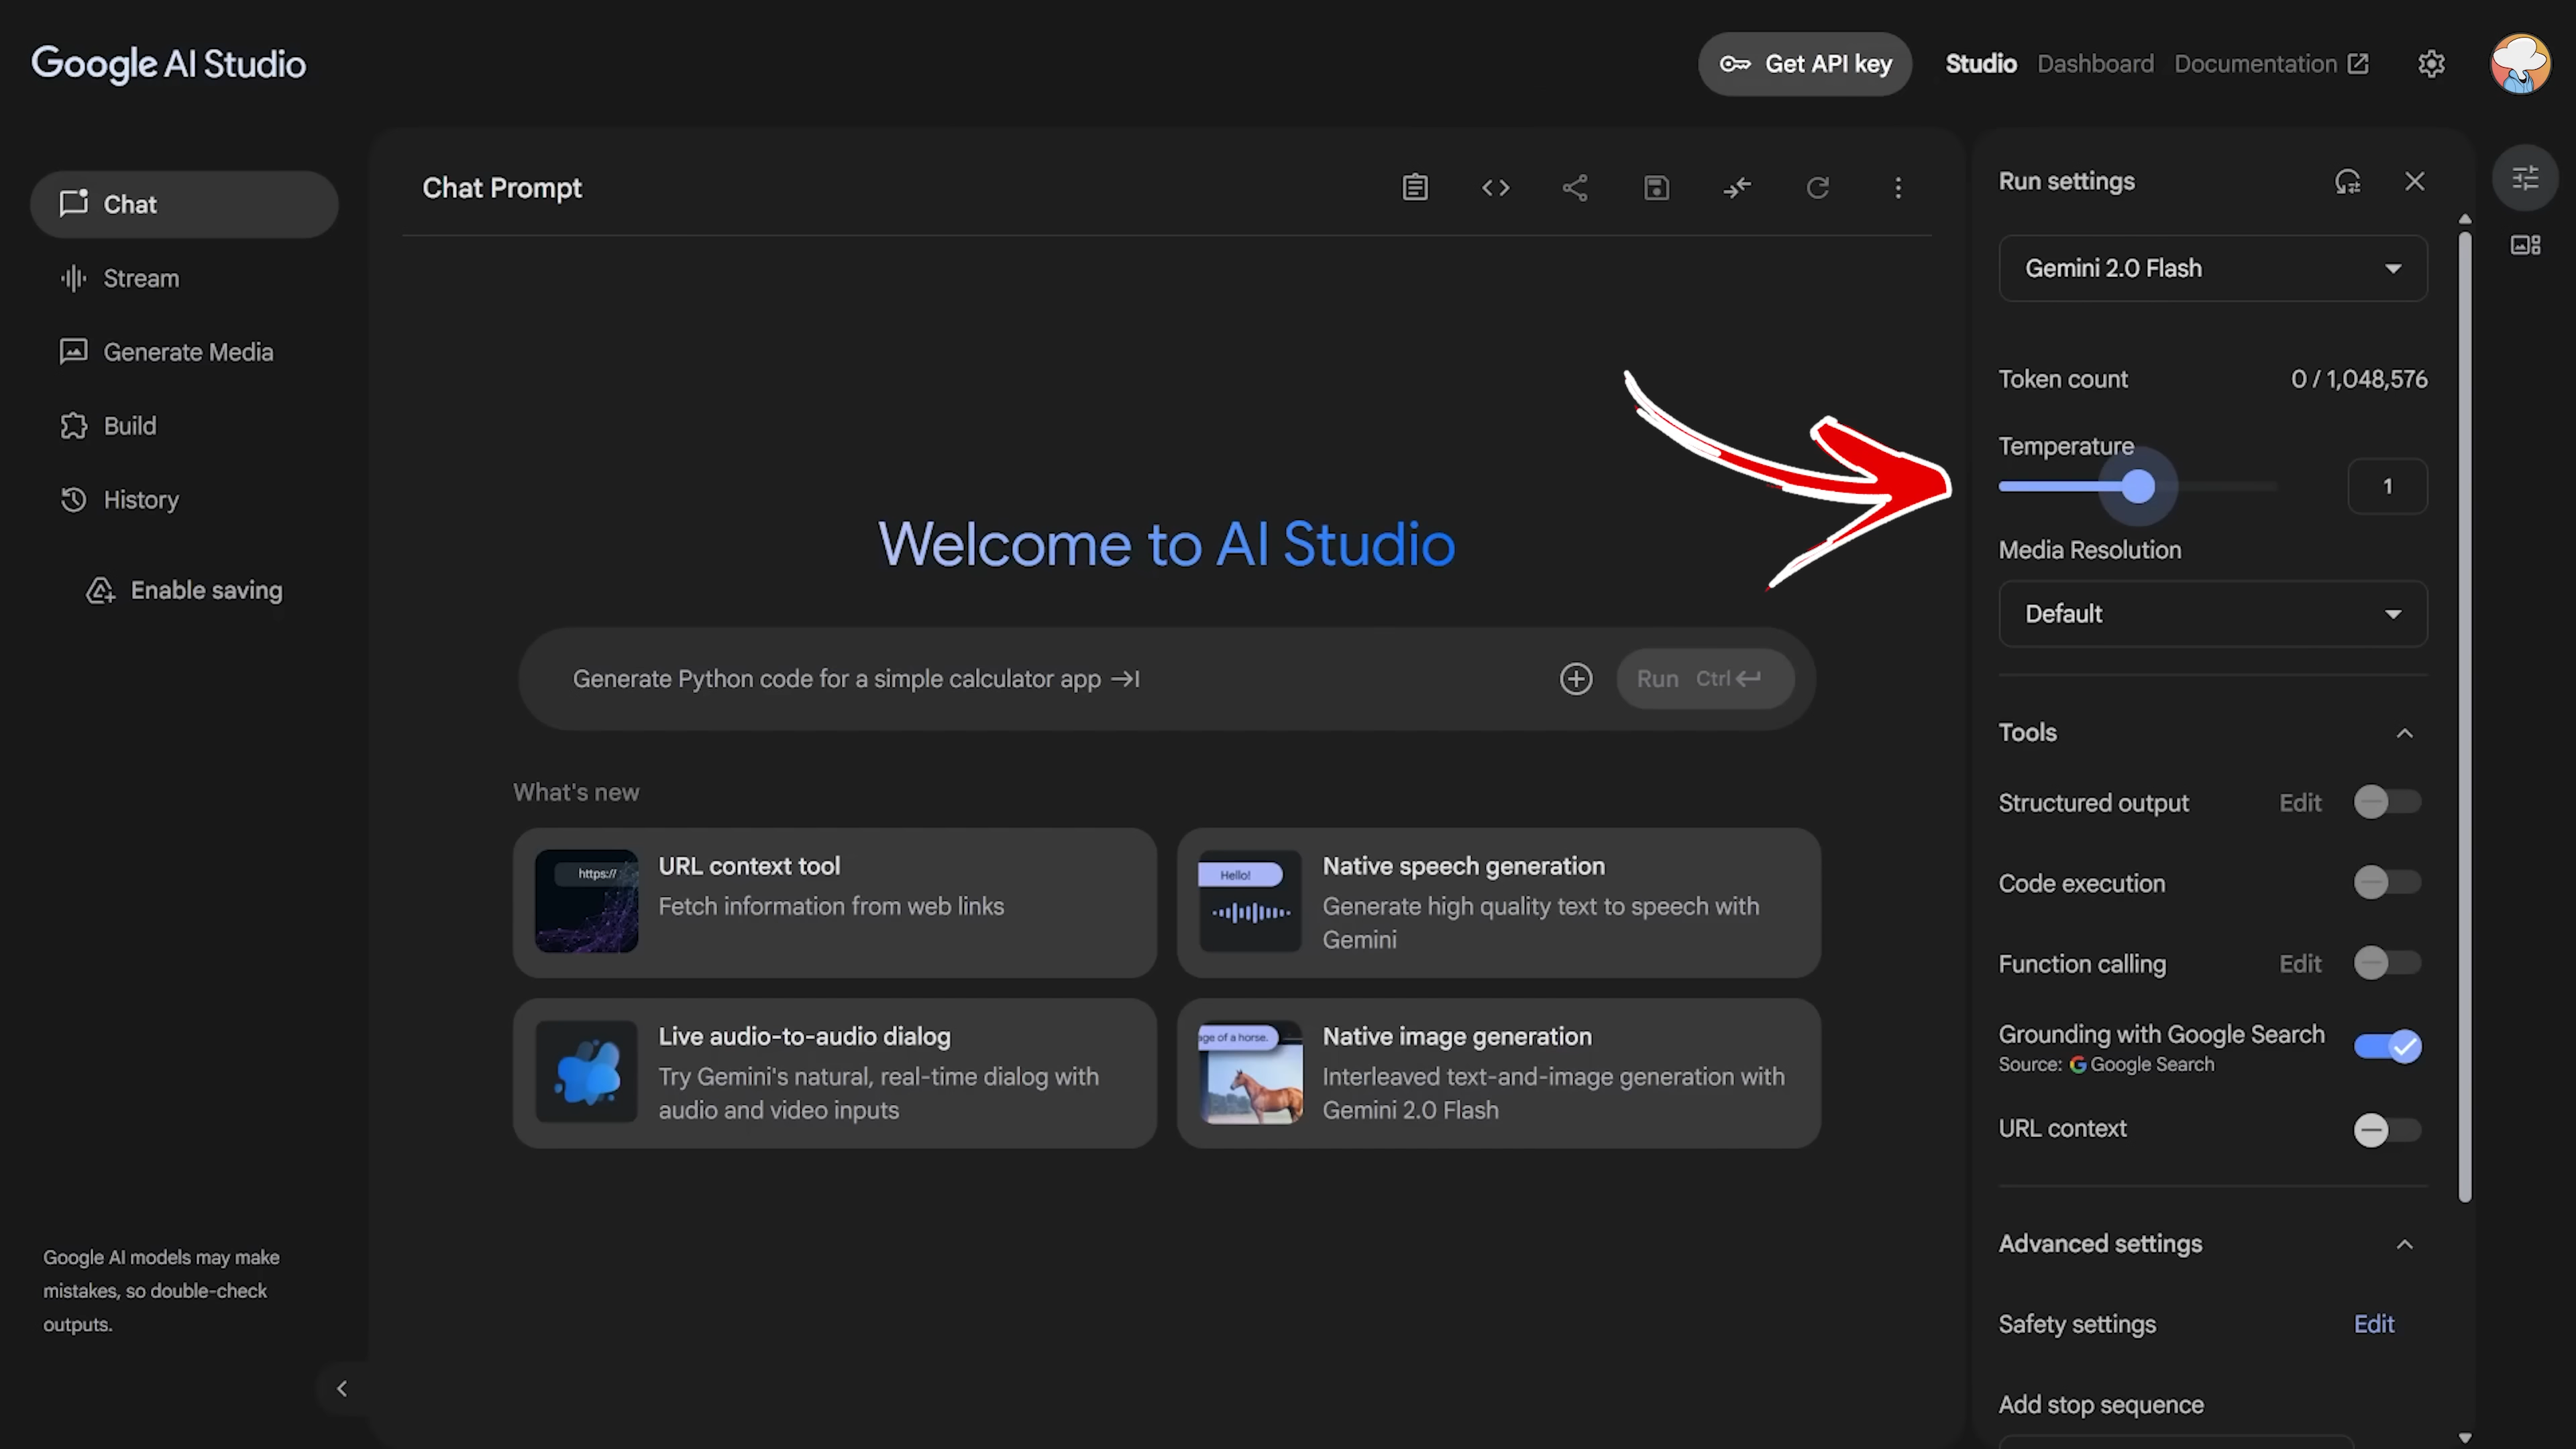 Google AI Studio
Get API key
Studio
Dashboard
Documentation
Chat
Stream
Generate Media
Build
History
Enable saving
Google AI models may make
mistakes, so double-check
outputs.
Chat Prompt
Welcome to AI Studio
Generate Python code for a simple calculator app
Run Ctrl
What's new
https://
URL context tool
Fetch information from web links
Hello!
Native speech generation
Generate high quality text to speech with
Gemini
Live audio-to-audio dialog
Try Gemini's natural, real-time dialog with
audio and video inputs
age of a horse.
Native image generation
Interleaved text-and-image generation with
Gemini 2.0 Flash
Run settings
Gemini 2.0 Flash
Token count 0 / 1,048,576
Temperature
1
Media Resolution
Default
Tools
Structured output Edit
Code execution
Function calling Edit
Grounding with Google Search
Source: G Google Search
URL context
Advanced settings
Safety settings Edit
Add stop sequence